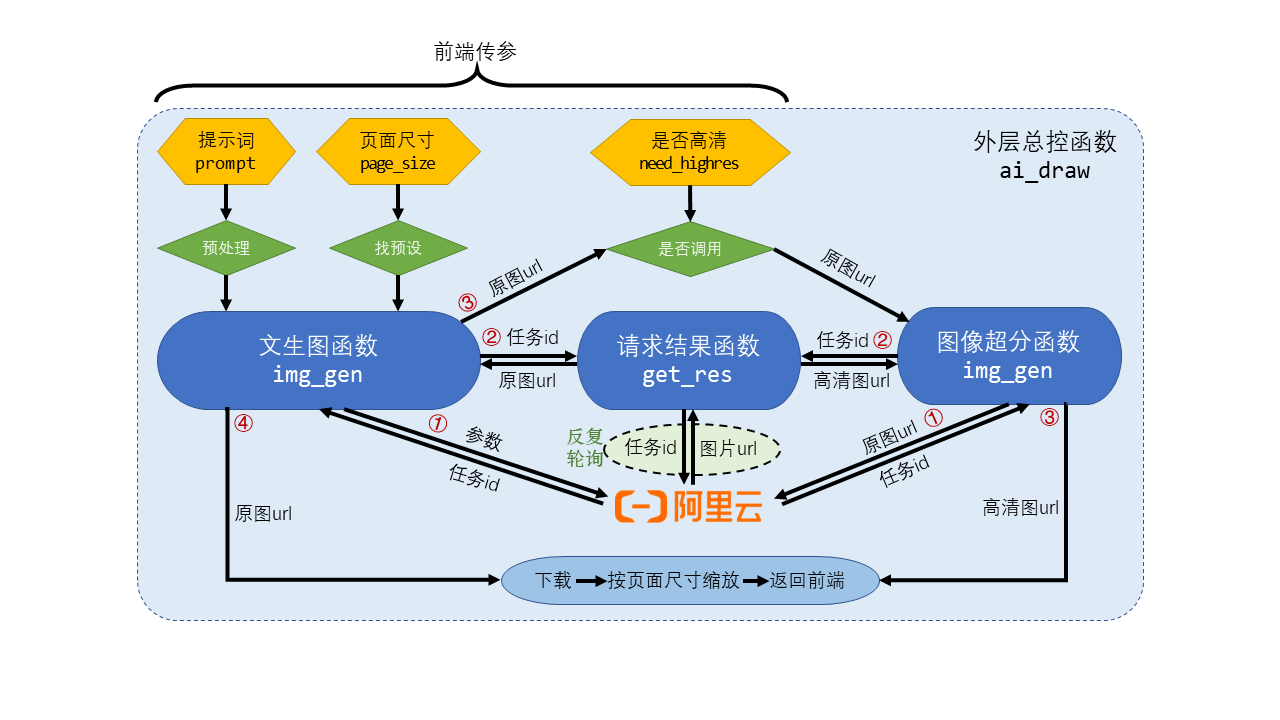 前端传参
提示词
prompt
页面尺寸
page_size
是否高清
need_highres
外层总控函数
ai_draw
预处理
找预设
是否调用
原图url
原图url
③
文生图函数
img_gen
② 任务id
原图url
请求结果函数
get_res
任务id ②
高清图url
图像超分函数
img_gen
④
①
参数
任务id
反复
轮询
任务id
图片url
①
原图url
任务id
③
阿里云
原图url
高清图url
下载
按页面尺寸缩放
返回前端